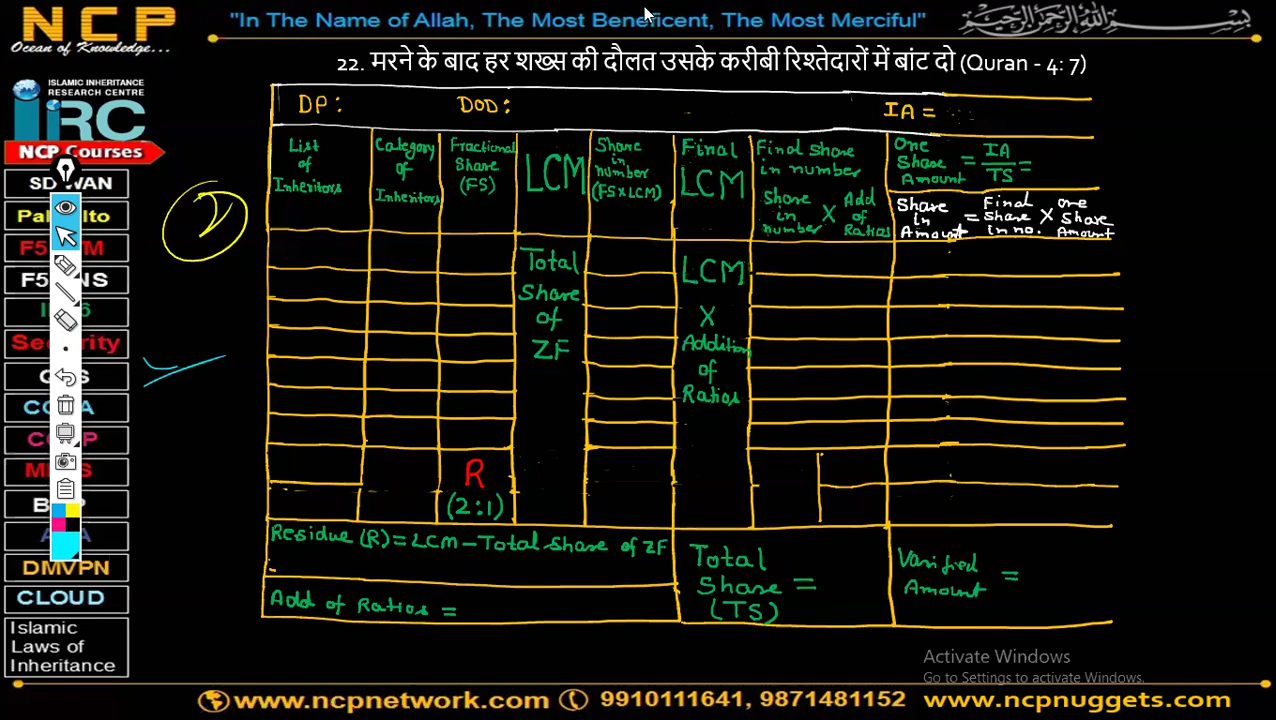 NCP
Ocean of Knowledge...
"In The Name of Allah, The Most Beneficent, The Most Merciful"
بِسْمِ اللَّهِ الرَّحْمَنِ الرَّحِيمِ
22. मरने के बाद हर शख्स की दौलत उसके करीबी रिश्तेदारों में बांट दो (Quran - 4: 7)
ISLAMIC INHERITANCE
RESEARCH CENTRE
IRC
NCP Courses
SD WAN
F5
Security
DMVPN
CLOUD
Islamic
Laws of
Inheritance
DP:
DOD:
IA =
List
of
Inheritors
Category
of
Inheritors
Fractional
Share
(FS)
LCM
Share
in
number
(FS×LCM)
Final
LCM
Final Share
in number
Share
in
number
X
Add
of
Ratios
One
Share
Amount
= IA/TS =
Share
in
Amount
=
Final
Share
in no.
X
One
Share
Amount
Total
Share
of
ZF
LCM
X
Addition
of
Ratios
R
(2:1)
Residue (R) = LCM - Total Share of ZF
Add of Ratios =
Total
Share =
(TS)
Varified
Amount =
Activate Windows
Go to Settings to activate Windows.
www.ncpnetwork.com
9910111641, 9871481152
www.ncpnuggets.com